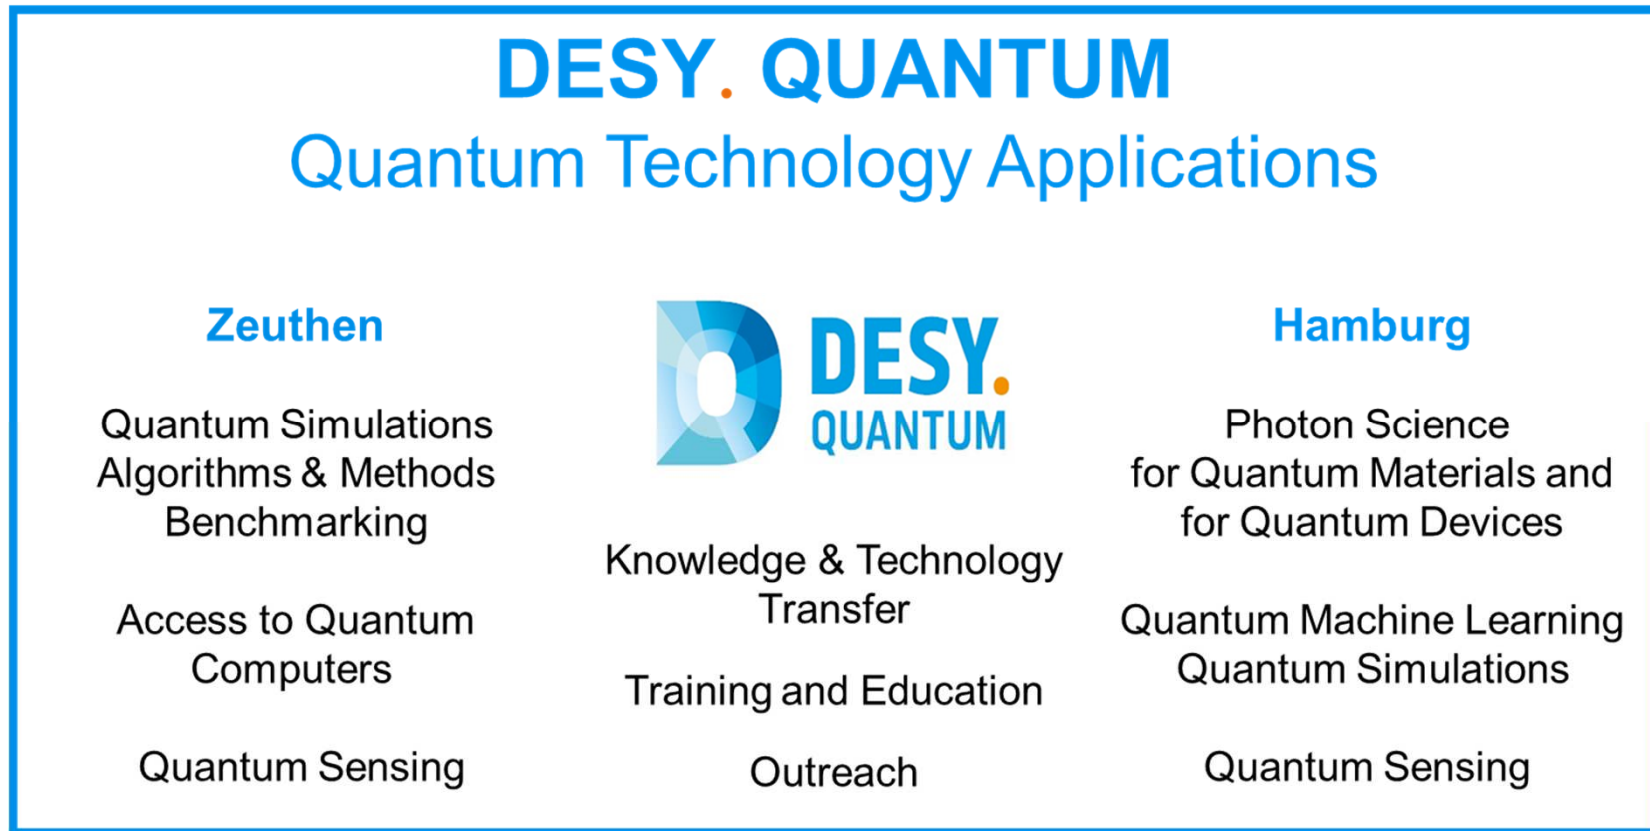 DESY. QUANTUM
Quantum Technology Applications
Zeuthen
Quantum Simulations
Algorithms & Methods
Benchmarking
Access to Quantum
Computers
Quantum Sensing
DESY.
QUANTUM
Knowledge & Technology
Transfer
Training and Education
Outreach
Hamburg
Photon Science
for Quantum Materials and
for Quantum Devices
Quantum Machine Learning
Quantum Simulations
Quantum Sensing